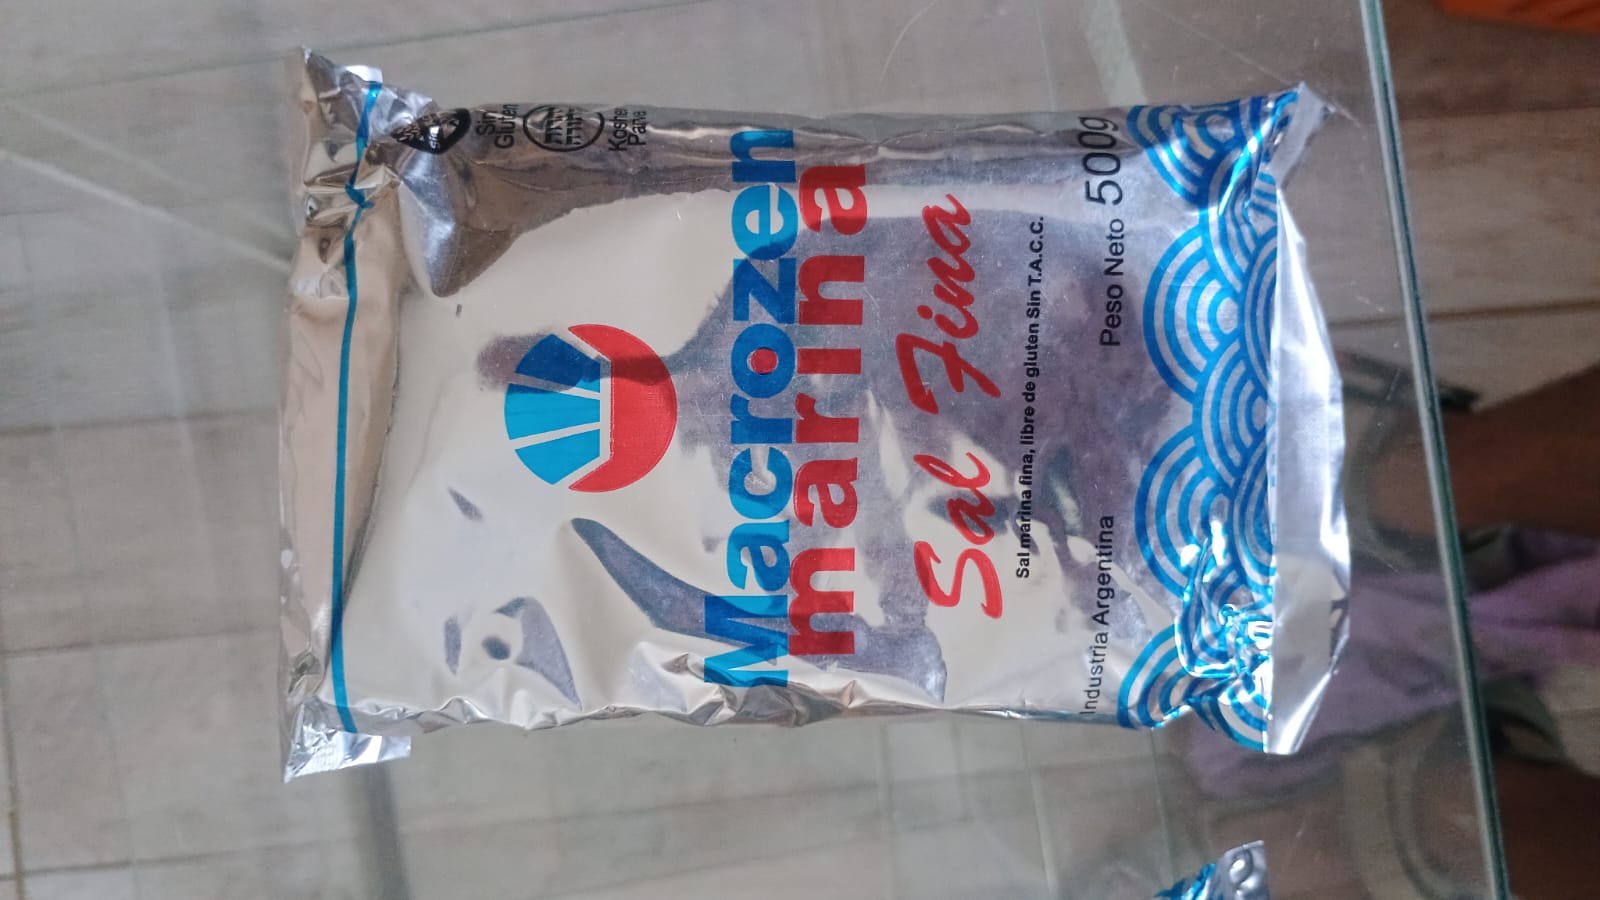 Sin
Gluten
Kosher
Parve
Macrozen
marina
Sal Fina
Sal marina fina, libre de gluten Sin T.A.C.C.
Industria Argentina
Peso Neto 500g